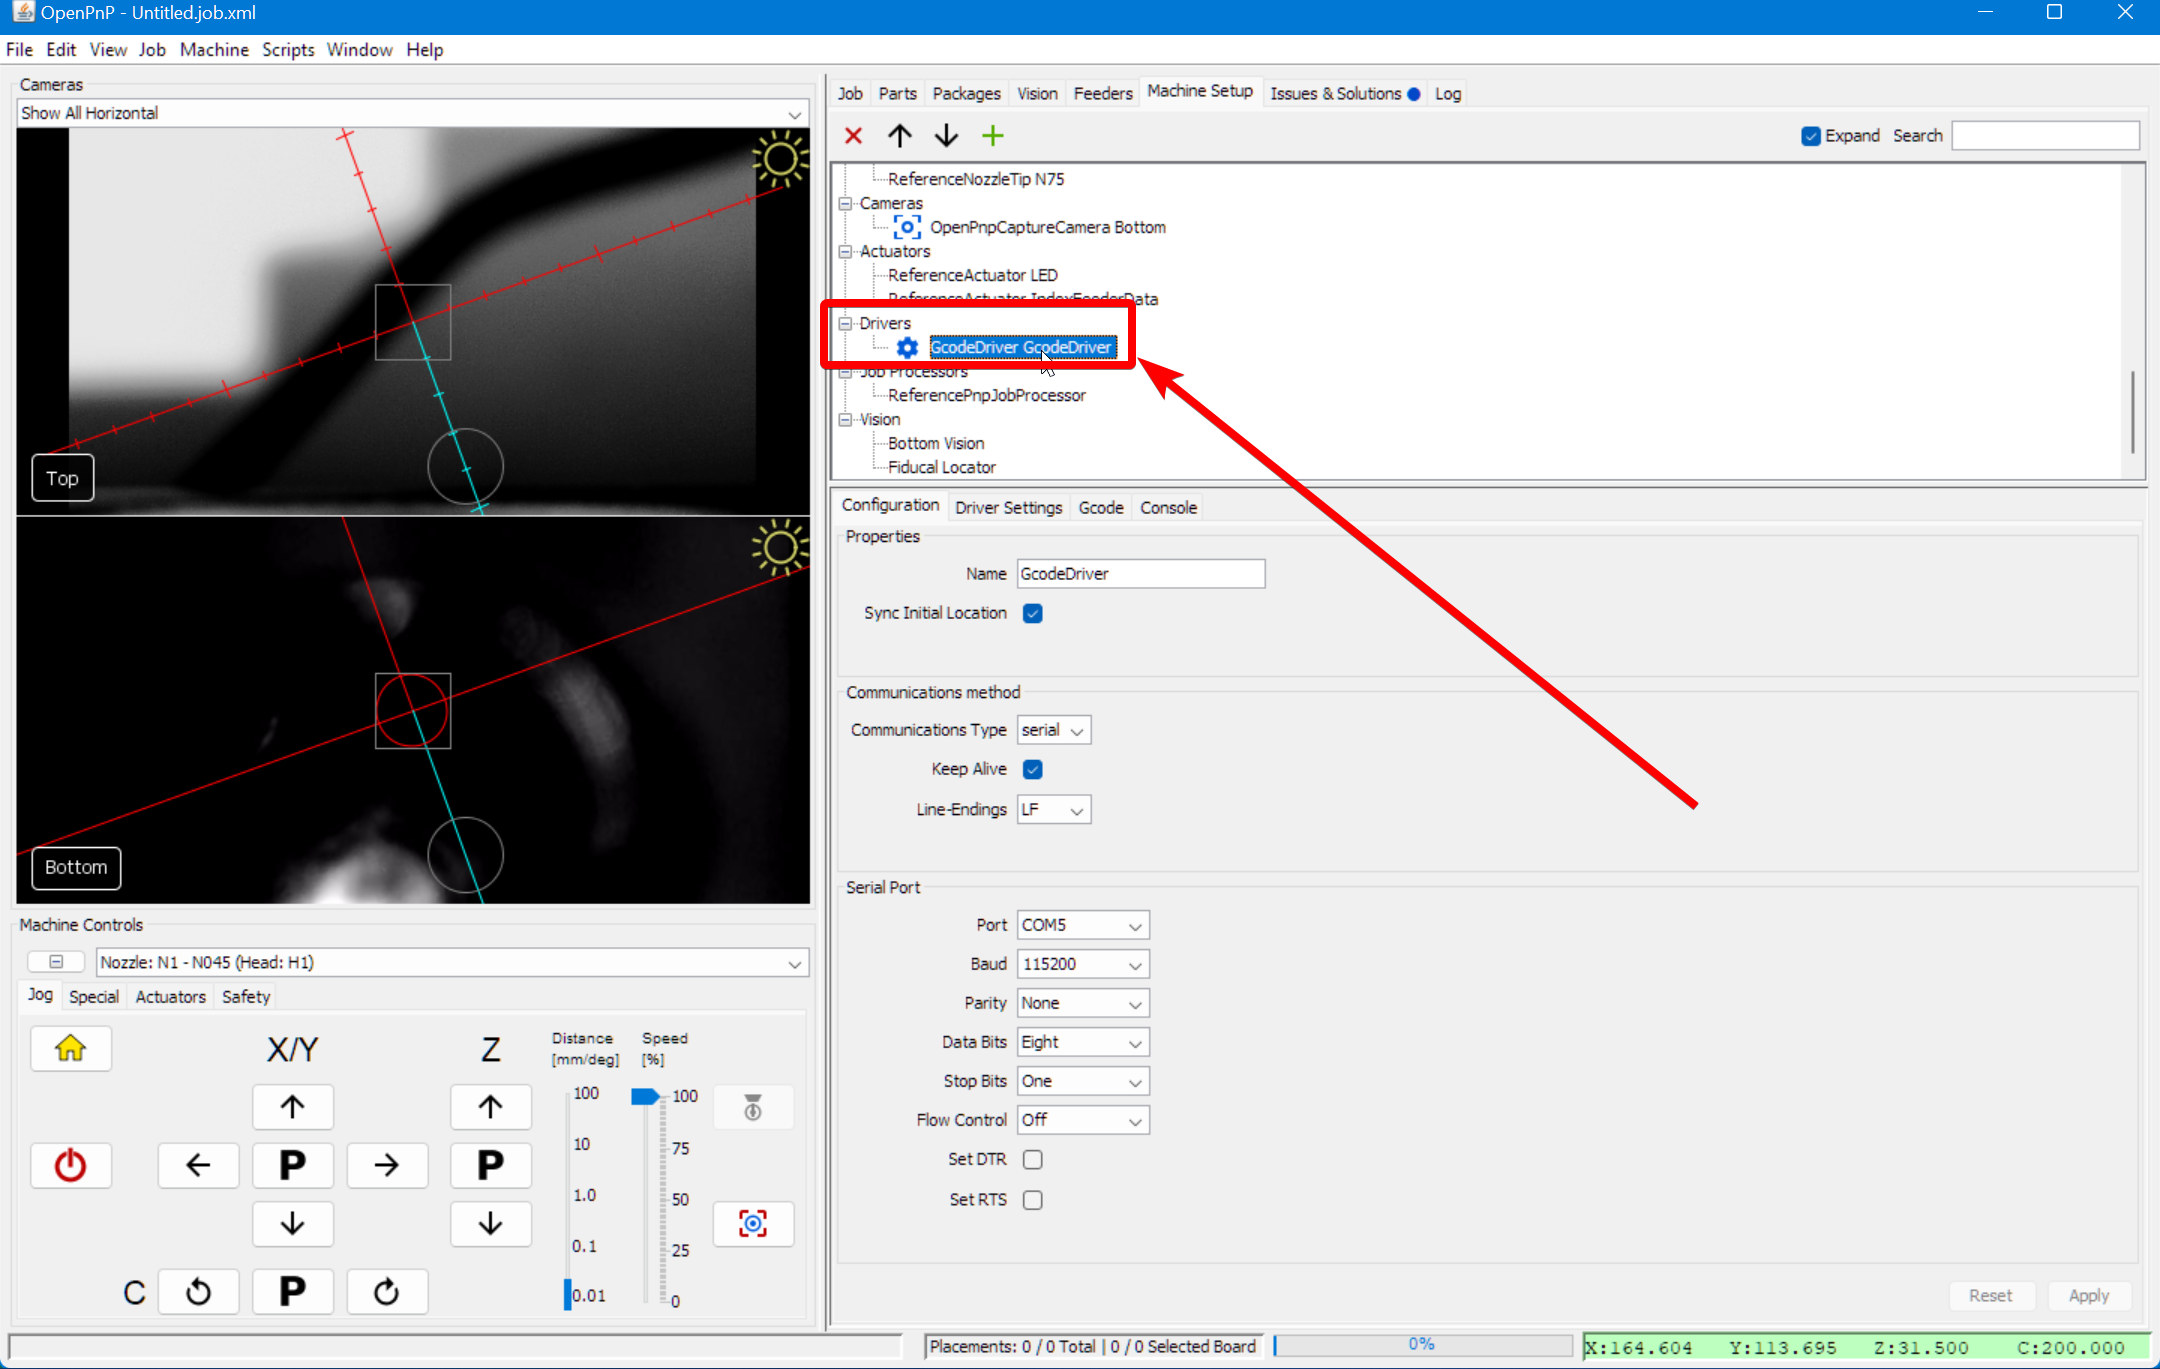 OpenPnP - Untitled.job.xml
File Edit View Job Machine Scripts Window Help
Cameras
Show All Horizontal
Top
Bottom
Machine Controls
Nozzle: N1 - N045 (Head: H1)
Jog Special Actuators Safety
X/Y
Z
Distance [mm/deg]
Speed [%]
100
10
1.0
0.1
0.01
100
75
50
25
0
P
P
C
P
Job Parts Packages Vision Feeders Machine Setup Issues & Solutions Log
Expand Search
ReferenceNozzleTip N75
Cameras
OpenPnpCaptureCamera Bottom
Actuators
ReferenceActuator LED
ReferenceActuator IndexFeederData
Drivers
GcodeDriver GcodeDriver
Job Processors
ReferencePnpJobProcessor
Vision
Bottom Vision
Fiducal Locator
Configuration Driver Settings Gcode Console
Properties
Name GcodeDriver
Sync Initial Location
Communications method
Communications Type serial
Keep Alive
Line-Endings LF
Serial Port
Port COM5
Baud 115200
Parity None
Data Bits Eight
Stop Bits One
Flow Control Off
Set DTR
Set RTS
Reset Apply
Placements: 0 / 0 Total | 0 / 0 Selected Board
0%
X:164.604 Y:113.695 Z:31.500 C:200.000